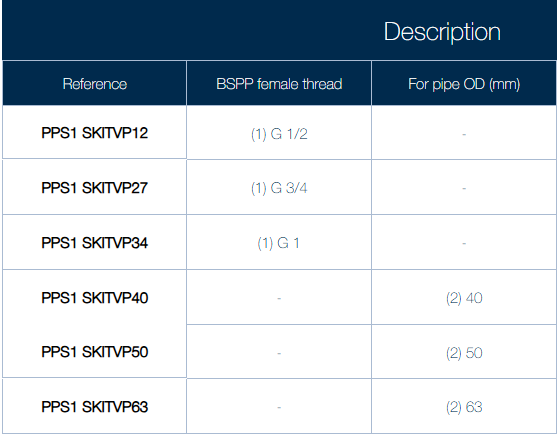 Description
Reference BSPP female thread For pipe OD (mm)
PPS1 SKITVP12 (1) G 1/2 -
PPS1 SKITVP27 (1) G 3/4 -
PPS1 SKITVP34 (1) G 1 -
PPS1 SKITVP40 - (2) 40
PPS1 SKITVP50 - (2) 50
PPS1 SKITVP63 - (2) 63